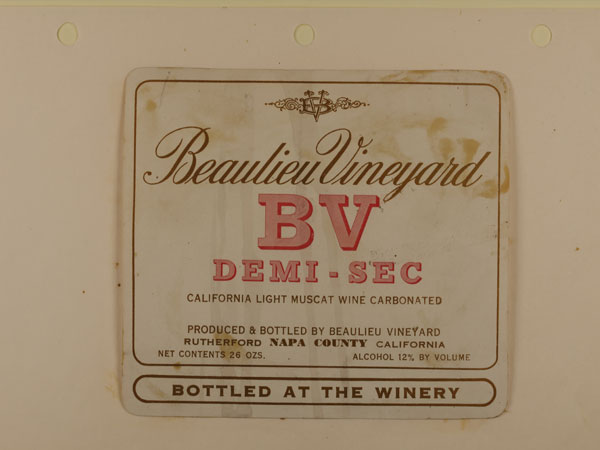 BV
Beaulieu Vineyard
BV
DEMI - SEC
CALIFORNIA LIGHT MUSCAT WINE CARBONATED
PRODUCED & BOTTLED BY BEAULIEU VINEYARD
RUTHERFORD NAPA COUNTY CALIFORNIA
NET CONTENTS 26 OZS. ALCOHOL 12% BY VOLUME
BOTTLED AT THE WINERY